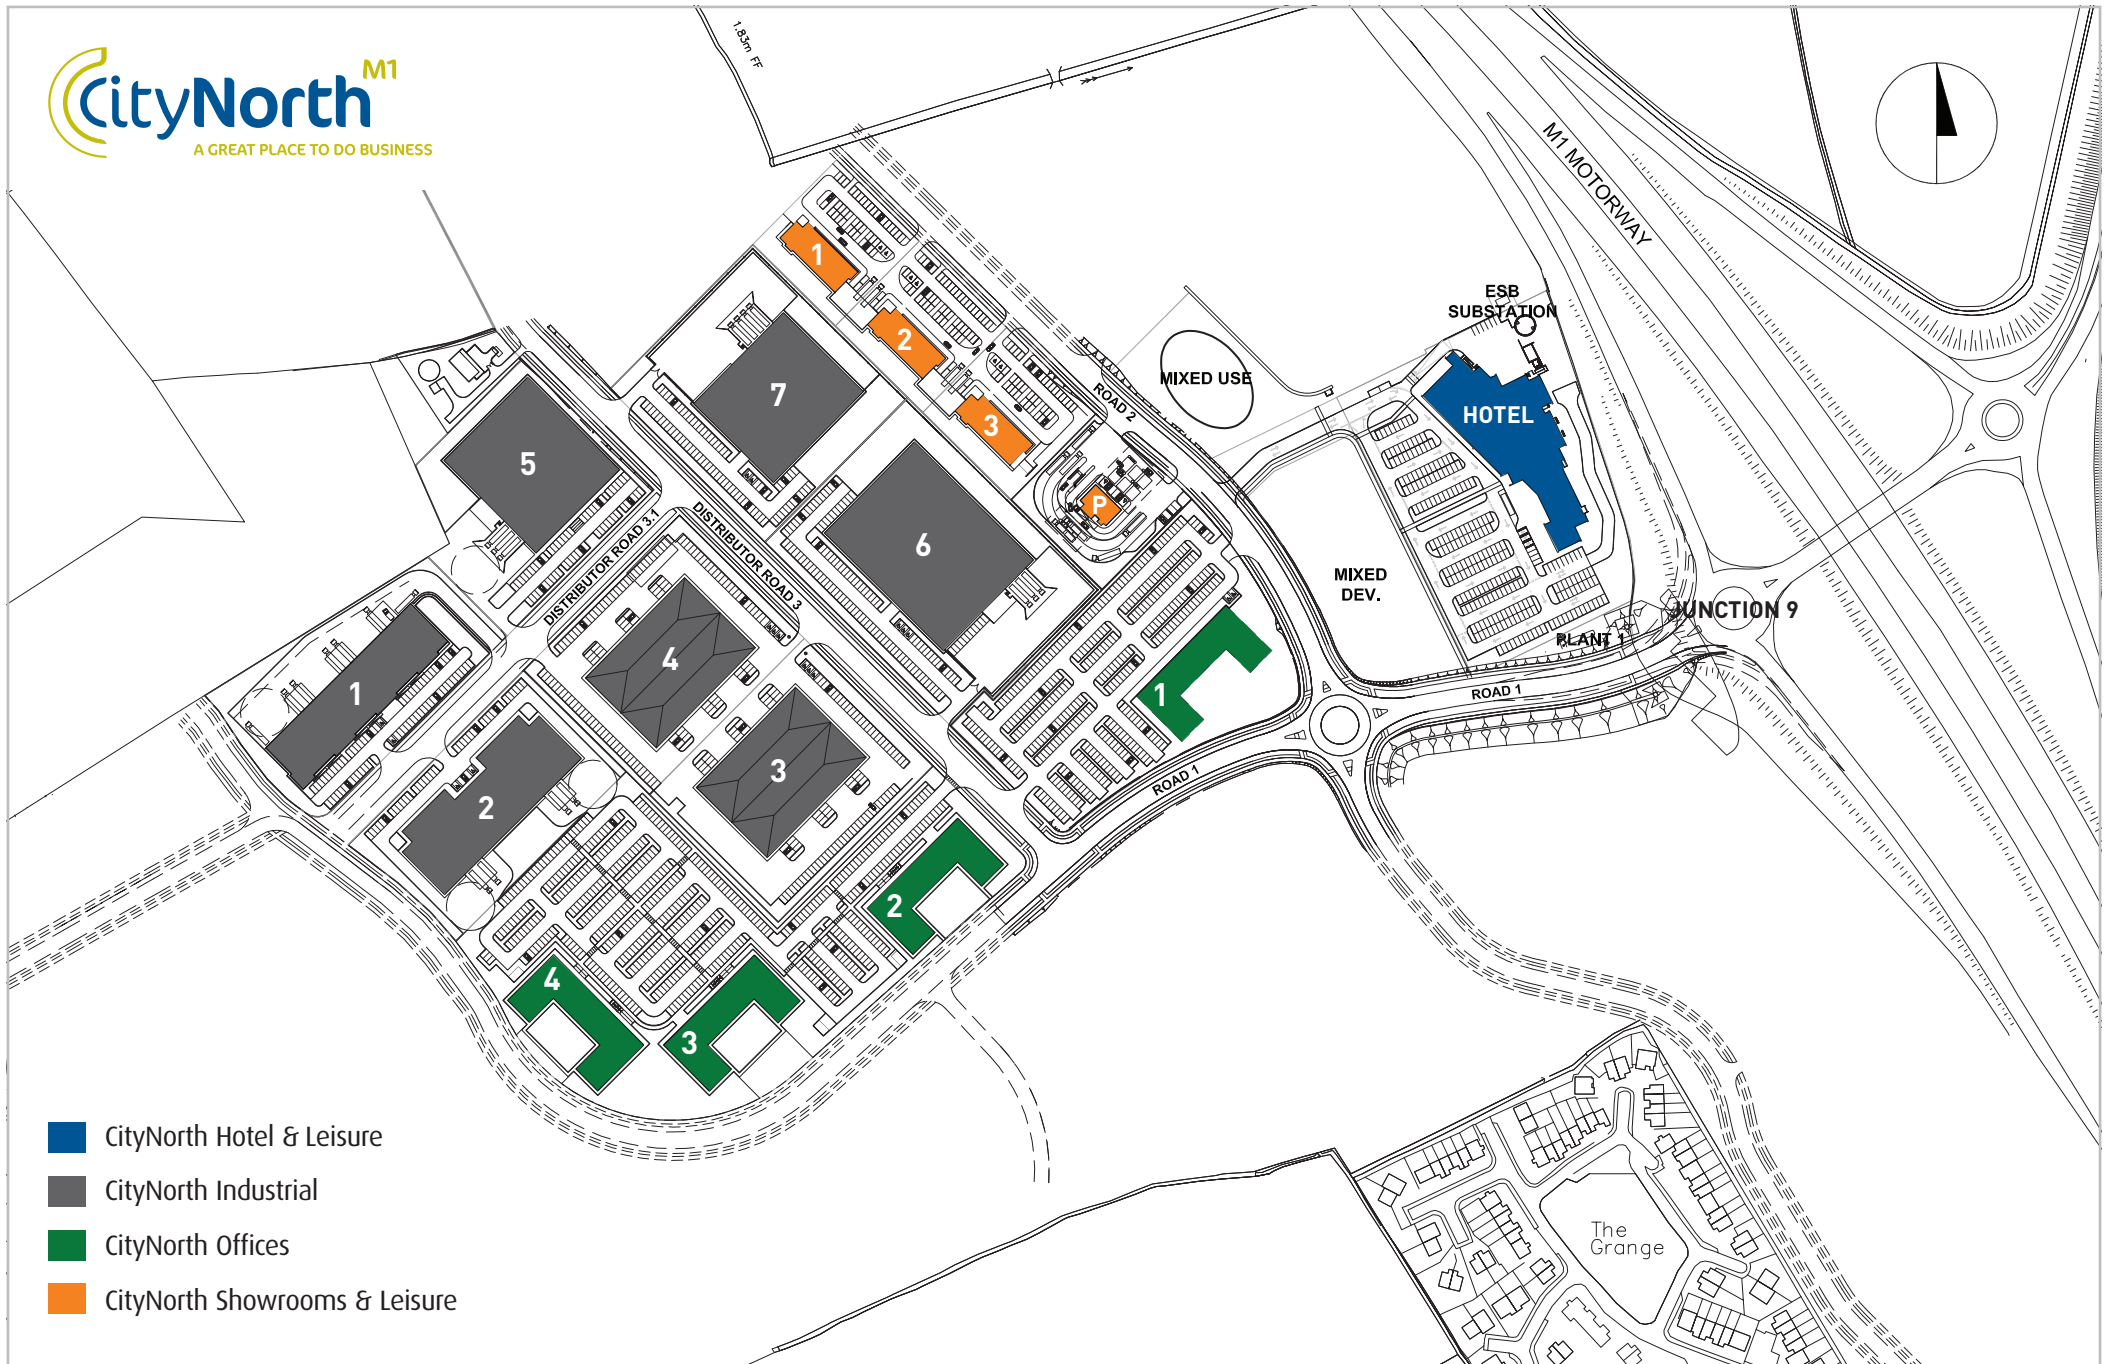 CityNorth M1
A GREAT PLACE TO DO BUSINESS
1.83m FF
M1 MOTORWAY
ESB
SUBSTATION
1
2
3
ROAD 2
MIXED USE
HOTEL
7
5
6
P
DISTRIBUTOR ROAD 3.1
DISTRIBUTOR ROAD 3
MIXED
DEV.
JUNCTION 9
PLANT 1
ROAD 1
4
1
1
3
2
ROAD 1
2
4
3
CityNorth Hotel & Leisure
CityNorth Industrial
CityNorth Offices
CityNorth Showrooms & Leisure
The
Grange